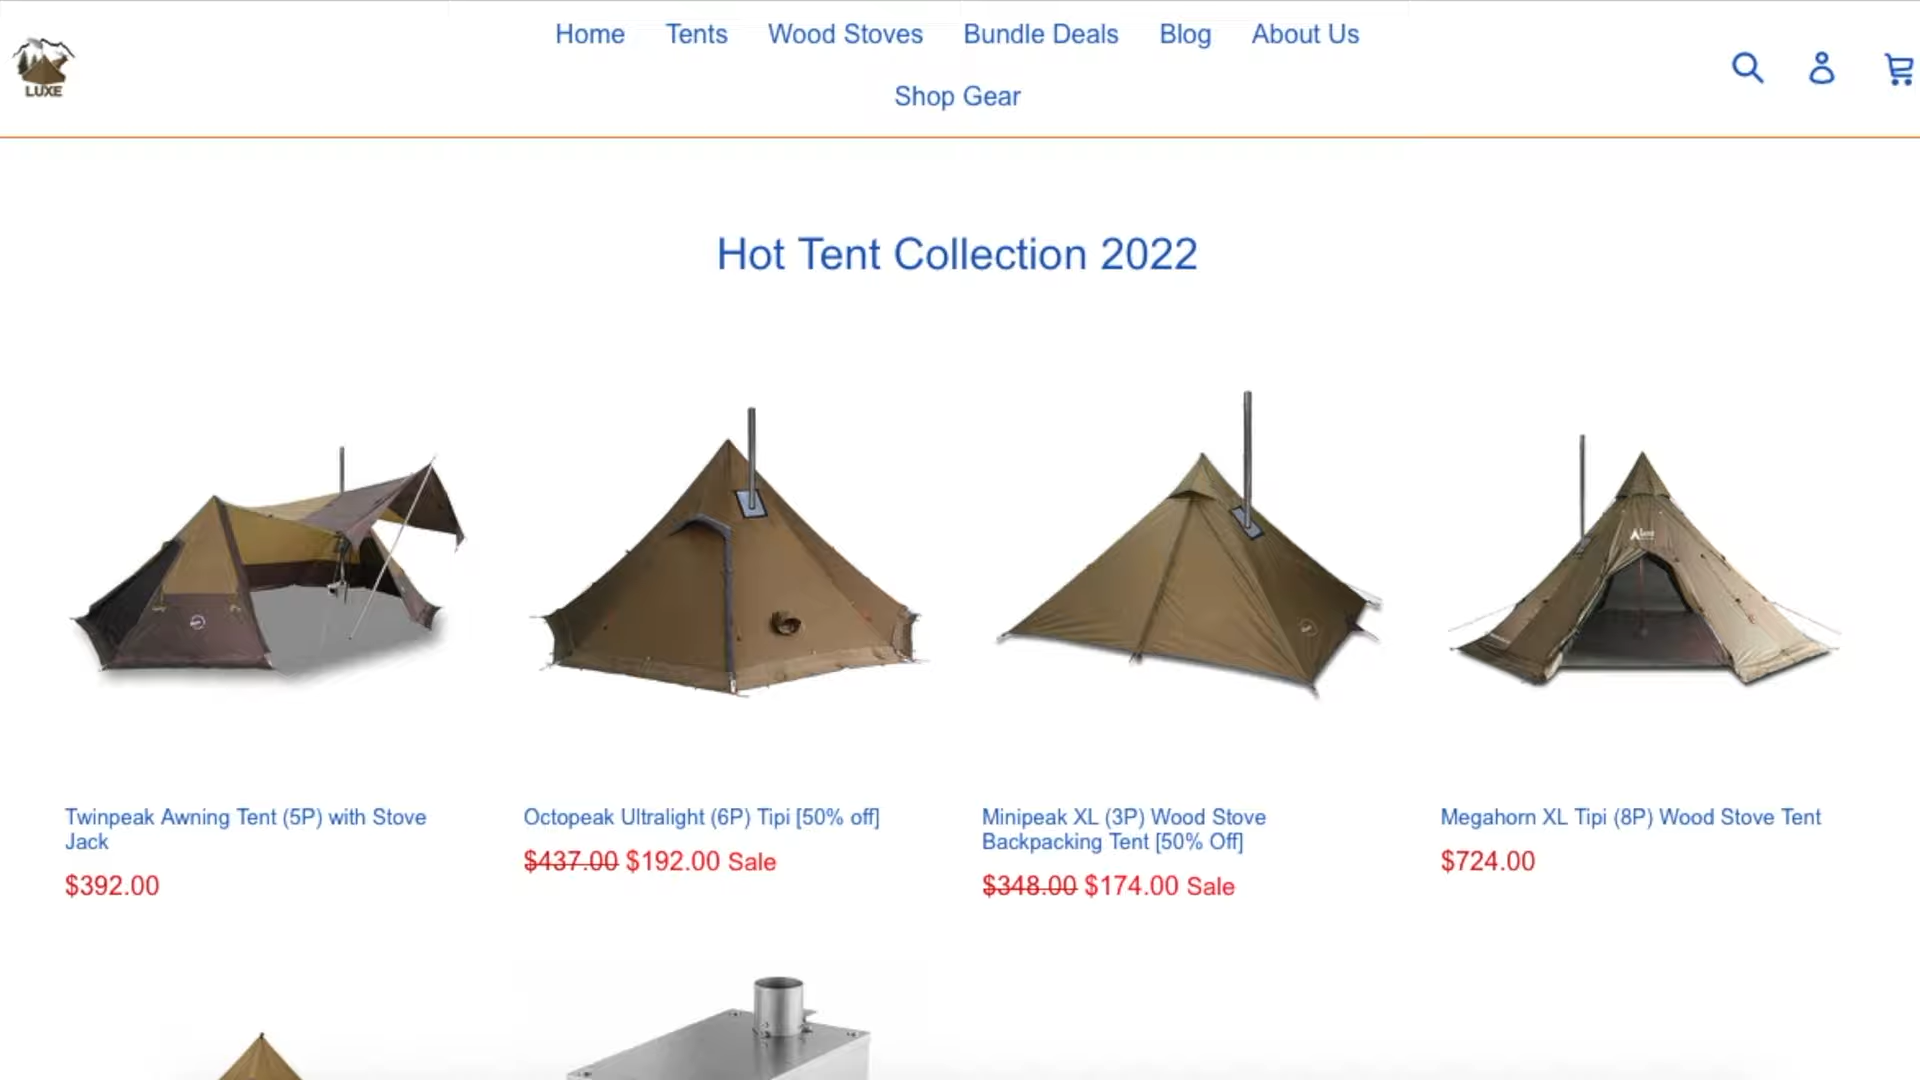 Home Tents Wood Stoves Bundle Deals Blog About Us
LUXE
Shop Gear
Hot Tent Collection 2022
Twinpeak Awning Tent (5P) with Stove
Jack
$392.00
Octopeak Ultralight (6P) Tipi [50% off]
$437.00 $192.00 Sale
Minipeak XL (3P) Wood Stove
Backpacking Tent [50% Off]
$348.00 $174.00 Sale
Megahorn XL Tipi (8P) Wood Stove Tent
$724.00